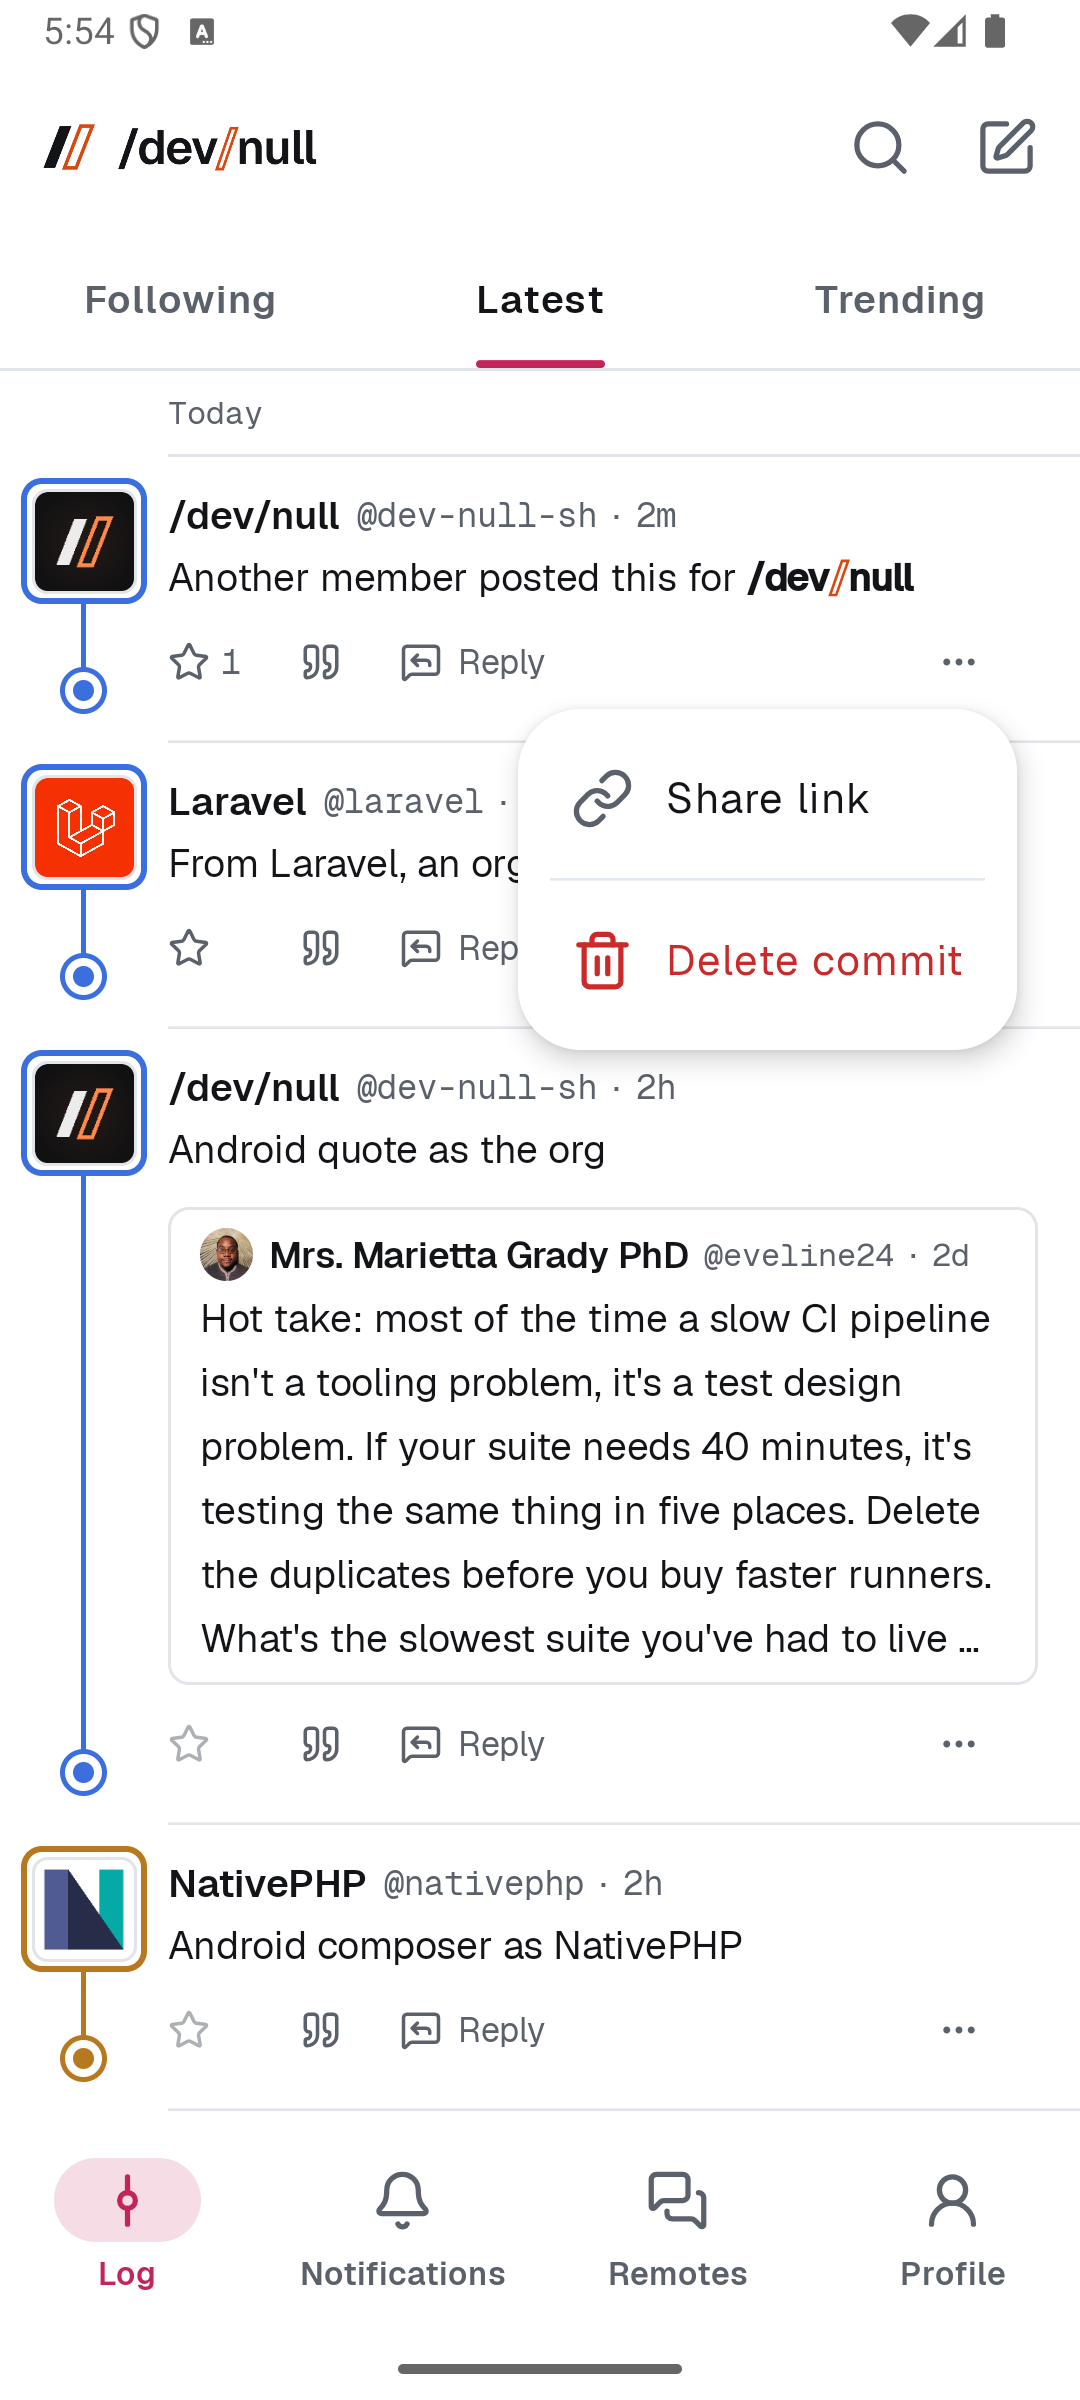 5:54
/dev//null
Following
Latest
Trending
Today
/dev/null @dev-null-sh · 2m
Another member posted this for /dev//null
1
Reply
Share link
Delete commit
Laravel @laravel ·
From Laravel, an org
Rep
/dev/null @dev-null-sh · 2h
Android quote as the org
Mrs. Marietta Grady PhD @eveline24 · 2d
Hot take: most of the time a slow CI pipeline
isn't a tooling problem, it's a test design
problem. If your suite needs 40 minutes, it's
testing the same thing in five places. Delete
the duplicates before you buy faster runners.
What's the slowest suite you've had to live ...
Reply
NativePHP @nativephp · 2h
Android composer as NativePHP
Reply
Log
Notifications
Remotes
Profile